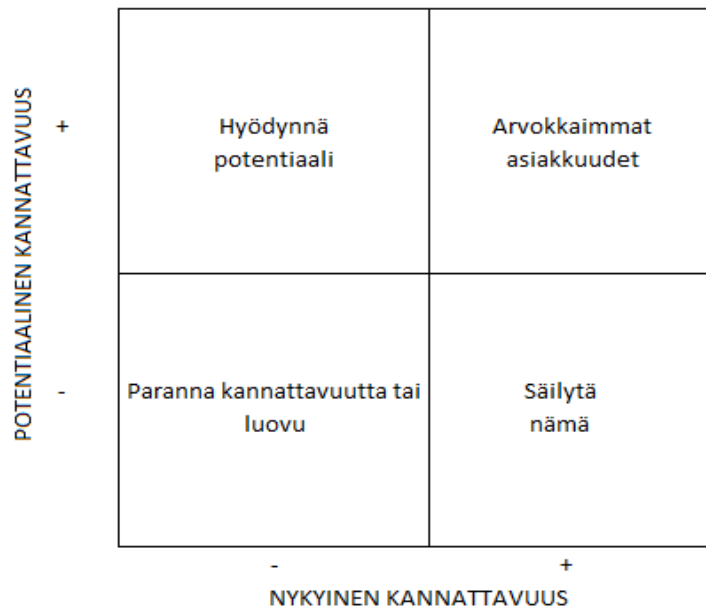 POTENTIAALINEN KANNATTAVUUS
+
Hyödynnä
potentiaali
Arvokkaimmat
asiakkuudet
-
Paranna kannattavuutta tai
luovu
Säilytä
nämä
-
+
NYKYINEN KANNATTAVUUS